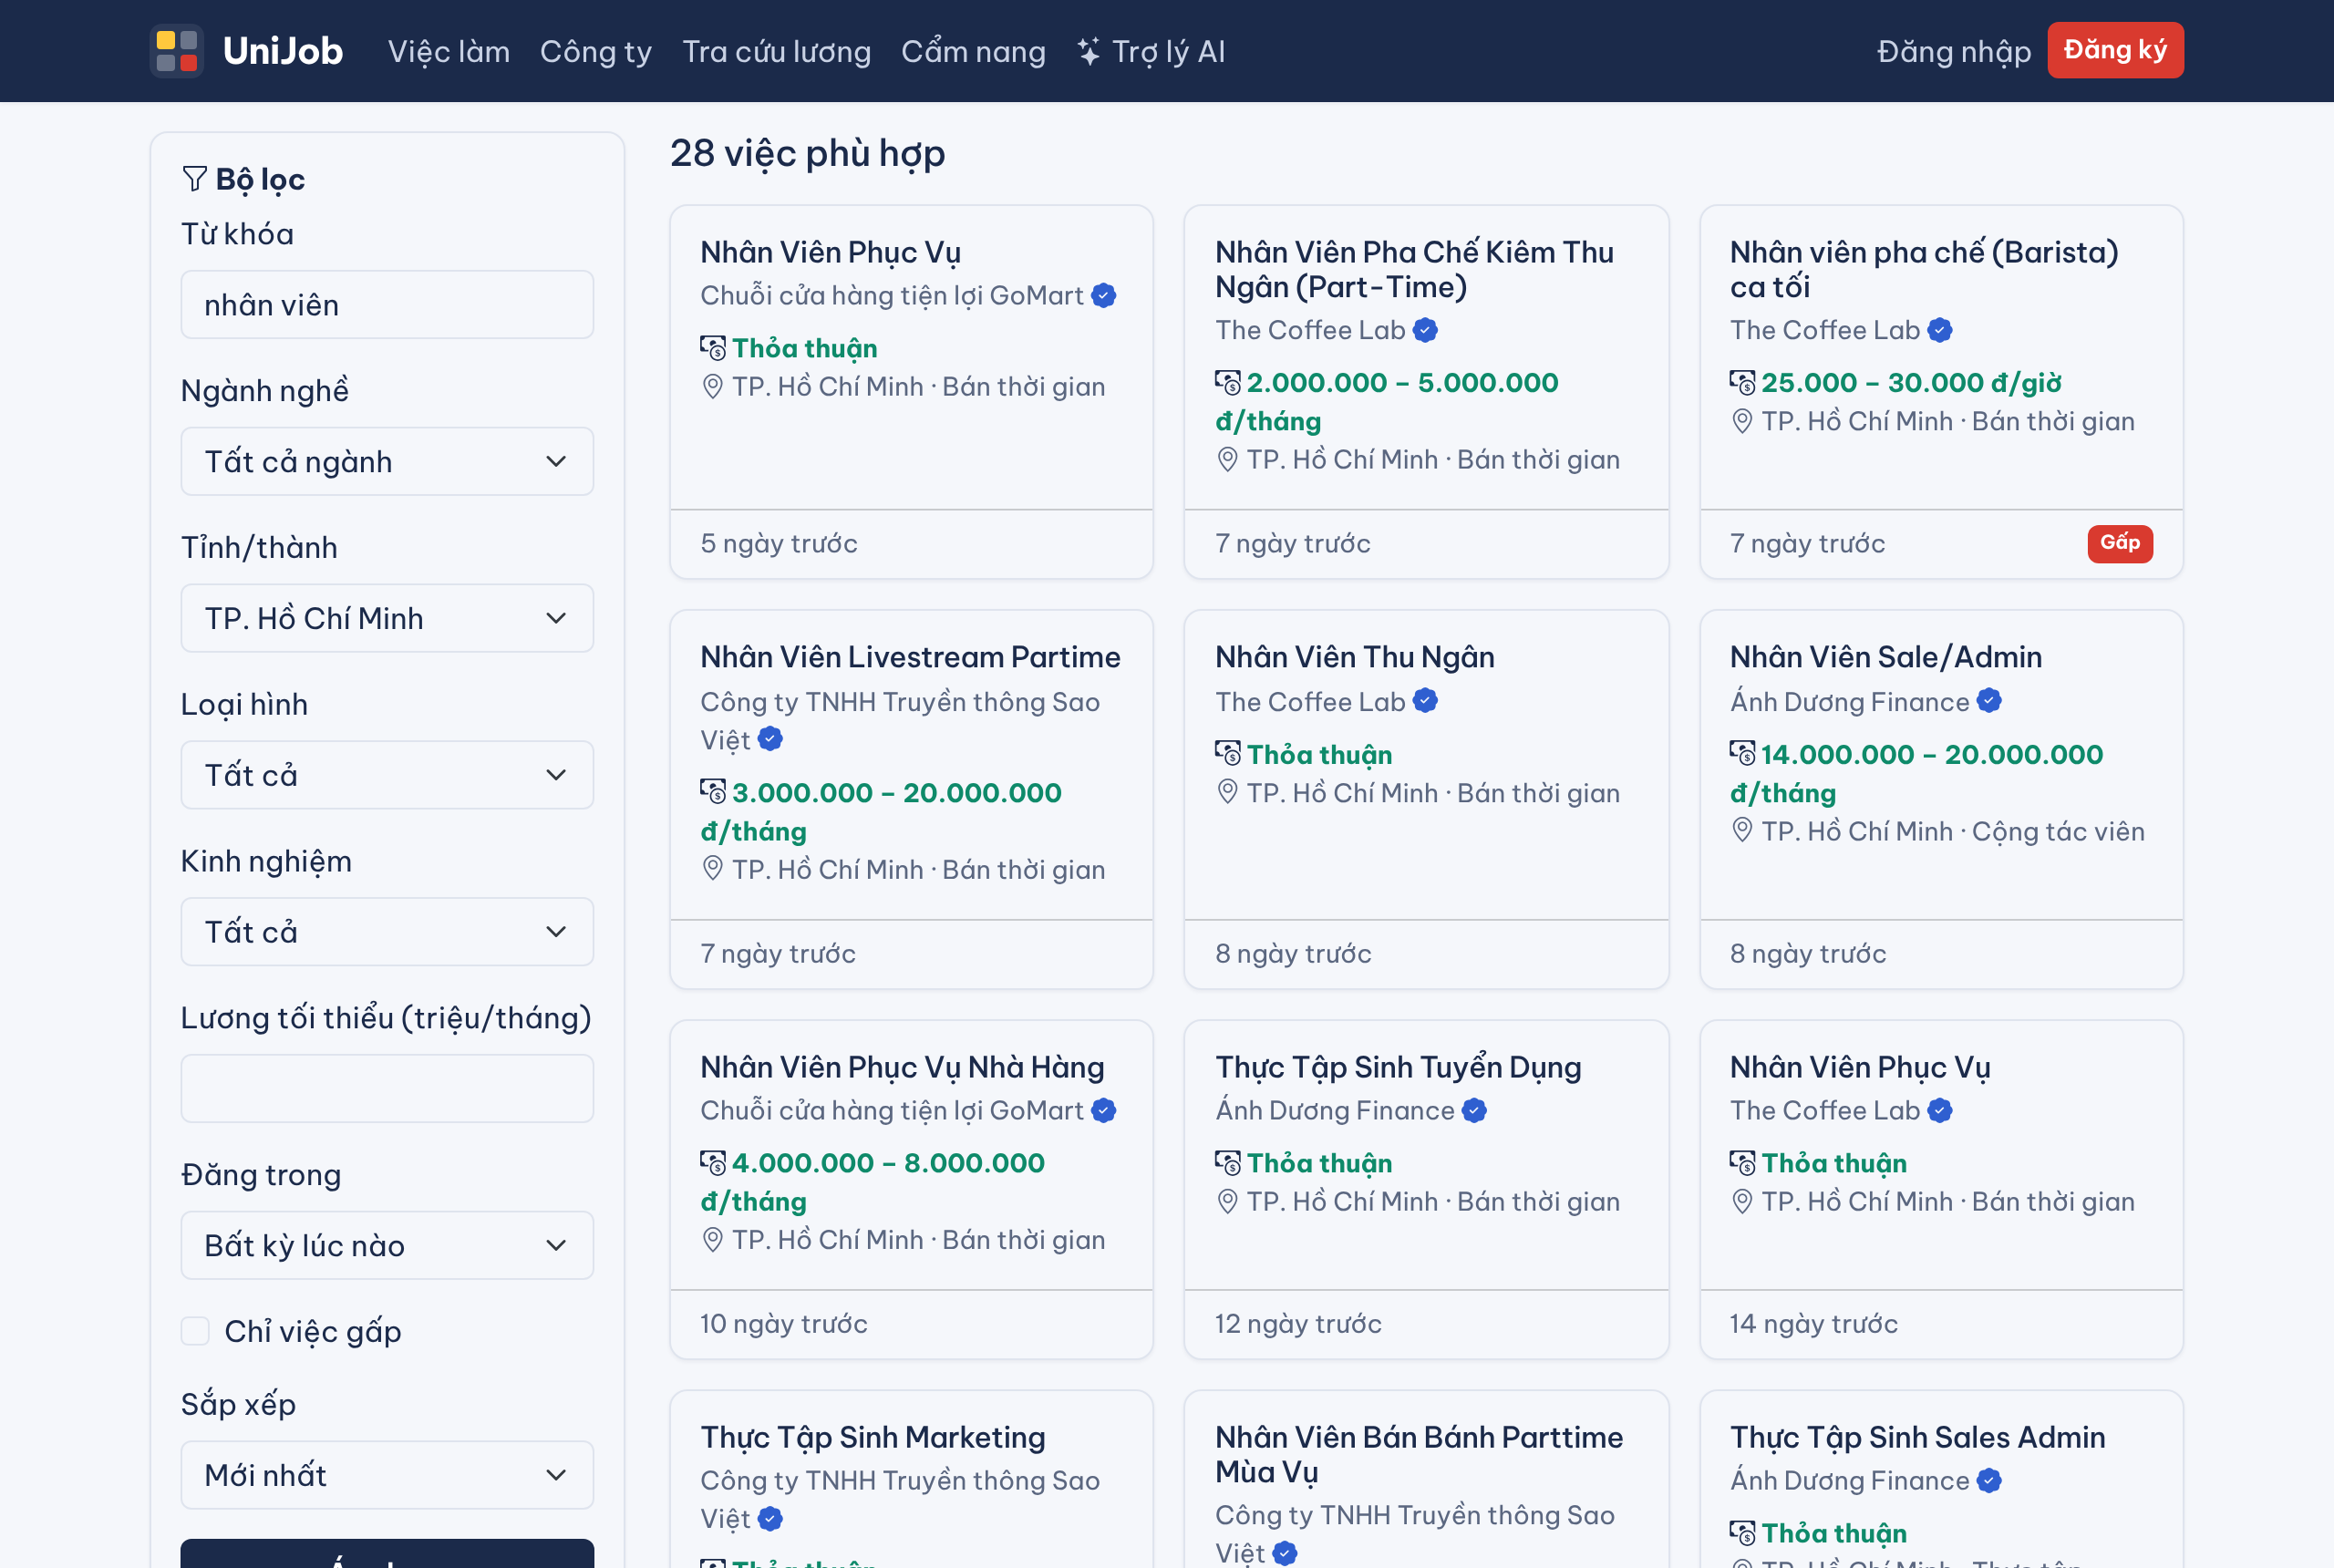 UniJob
Việc làm
Công ty
Tra cứu lương
Cẩm nang
Trợ lý AI
Đăng nhập
Đăng ký
Bộ lọc
Từ khóa
nhân viên
Ngành nghề
Tất cả ngành
Tỉnh/thành
TP. Hồ Chí Minh
Loại hình
Tất cả
Kinh nghiệm
Tất cả
Lương tối thiểu (triệu/tháng)
Đăng trong
Bất kỳ lúc nào
Chỉ việc gấp
Sắp xếp
Mới nhất
28 việc phù hợp
Nhân Viên Phục Vụ
Chuỗi cửa hàng tiện lợi GoMart
Thỏa thuận
TP. Hồ Chí Minh · Bán thời gian
5 ngày trước
Nhân Viên Pha Chế Kiêm Thu
Ngân (Part-Time)
The Coffee Lab
2.000.000 – 5.000.000
đ/tháng
TP. Hồ Chí Minh · Bán thời gian
7 ngày trước
Nhân viên pha chế (Barista)
ca tối
The Coffee Lab
25.000 – 30.000 đ/giờ
TP. Hồ Chí Minh · Bán thời gian
7 ngày trước
Gấp
Nhân Viên Livestream Partime
Công ty TNHH Truyền thông Sao
Việt
3.000.000 – 20.000.000
đ/tháng
TP. Hồ Chí Minh · Bán thời gian
7 ngày trước
Nhân Viên Thu Ngân
The Coffee Lab
Thỏa thuận
TP. Hồ Chí Minh · Bán thời gian
8 ngày trước
Nhân Viên Sale/Admin
Ánh Dương Finance
14.000.000 – 20.000.000
đ/tháng
TP. Hồ Chí Minh · Cộng tác viên
8 ngày trước
Nhân Viên Phục Vụ Nhà Hàng
Chuỗi cửa hàng tiện lợi GoMart
4.000.000 – 8.000.000
đ/tháng
TP. Hồ Chí Minh · Bán thời gian
10 ngày trước
Thực Tập Sinh Tuyển Dụng
Ánh Dương Finance
Thỏa thuận
TP. Hồ Chí Minh · Bán thời gian
12 ngày trước
Nhân Viên Phục Vụ
The Coffee Lab
Thỏa thuận
TP. Hồ Chí Minh · Bán thời gian
14 ngày trước
Thực Tập Sinh Marketing
Công ty TNHH Truyền thông Sao
Việt
Thỏa thuận
Nhân Viên Bán Bánh Parttime
Mùa Vụ
Công ty TNHH Truyền thông Sao
Việt
Thực Tập Sinh Sales Admin
Ánh Dương Finance
Thỏa thuận
TP. Hồ Chí Minh · Thực tập